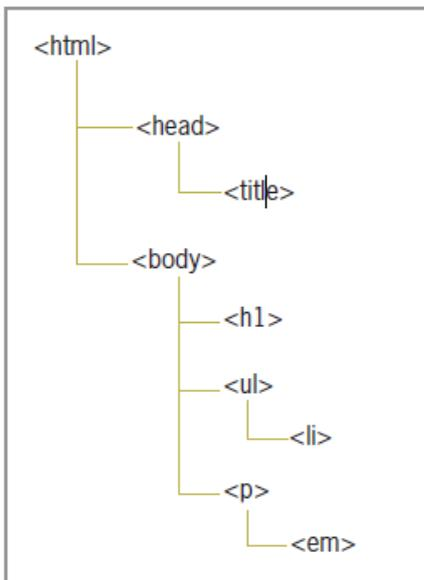 <html>
<head>
<title>
<body>
<h1>
<ul>
<li>
<p>
<em>